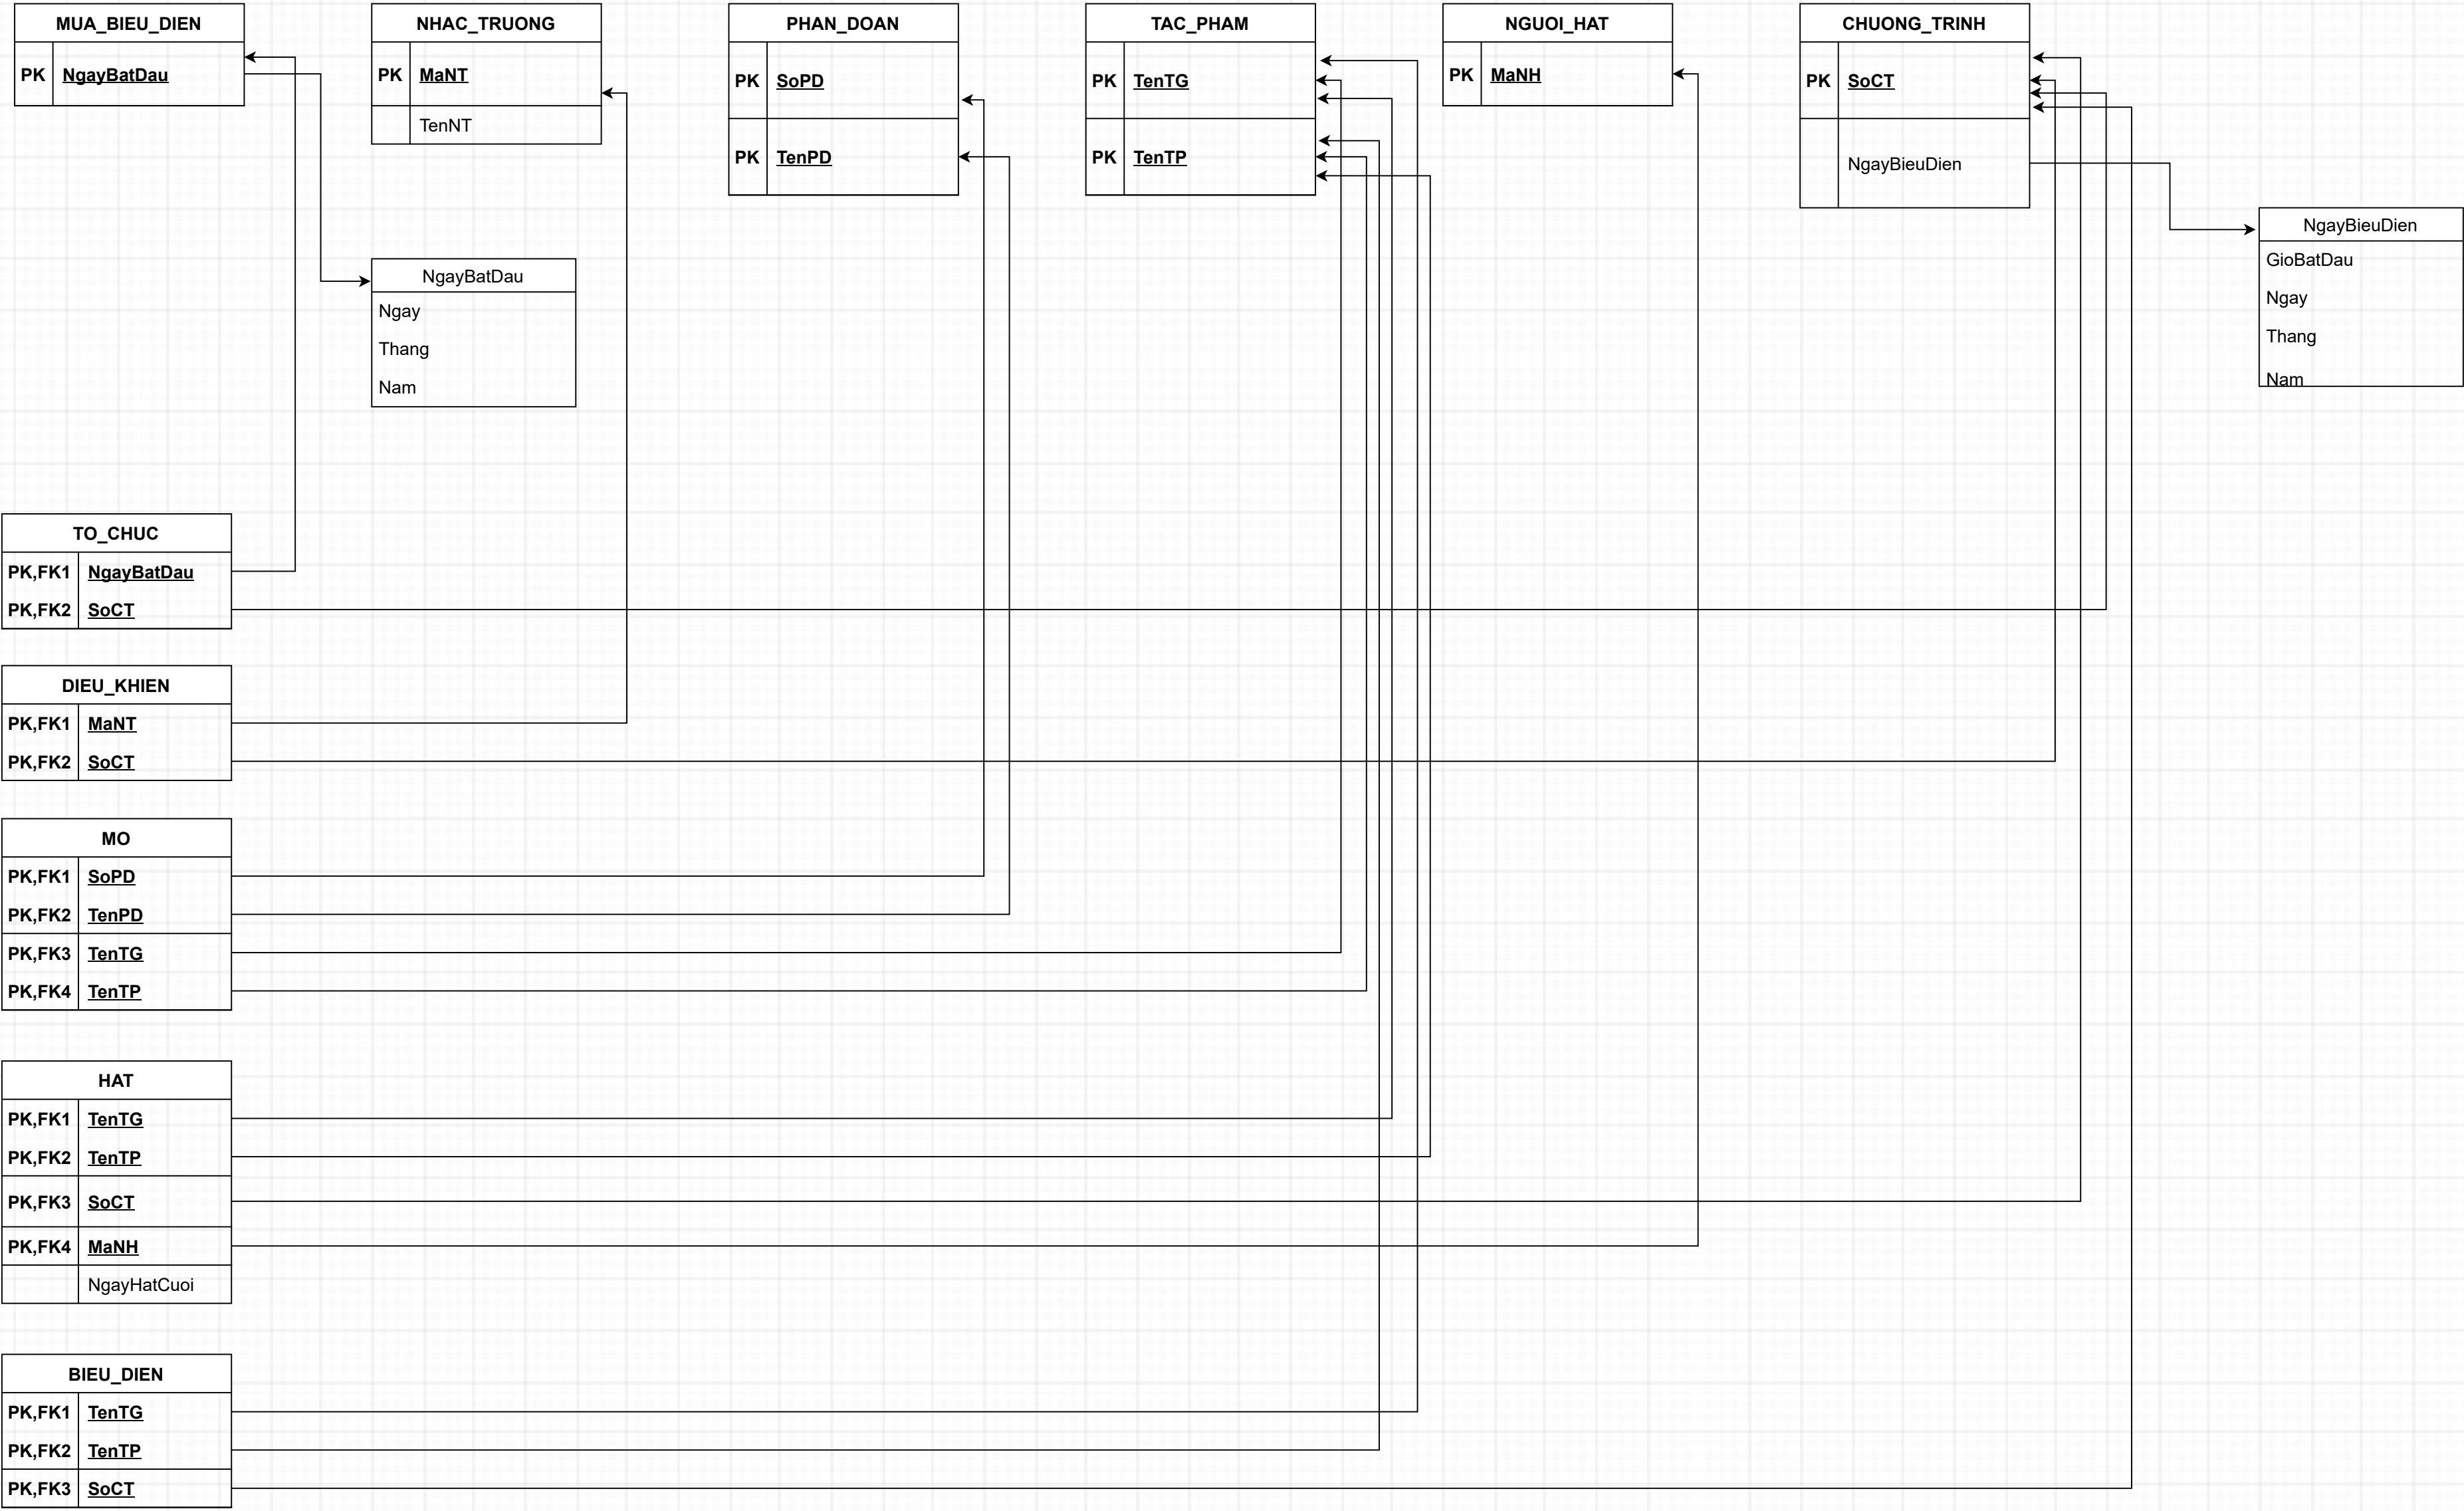 MUA_BIEU_DIEN
PK NgayBatDau
NHAC_TRUONG
PK MaNT
TenNT
PHAN_DOAN
PK SoPD
PK TenPD
TAC_PHAM
PK TenTG
PK TenTP
NGUOI_HAT
PK MaNH
CHUONG_TRINH
PK SoCT
NgayBieuDien
NgayBieuDien
GioBatDau
Ngay
Thang
Nam
NgayBatDau
Ngay
Thang
Nam
TO_CHUC
PK,FK1 NgayBatDau
PK,FK2 SoCT
DIEU_KHIEN
PK,FK1 MaNT
PK,FK2 SoCT
MO
PK,FK1 SoPD
PK,FK2 TenPD
PK,FK3 TenTG
PK,FK4 TenTP
HAT
PK,FK1 TenTG
PK,FK2 TenTP
PK,FK3 SoCT
PK,FK4 MaNH
NgayHatCuoi
BIEU_DIEN
PK,FK1 TenTG
PK,FK2 TenTP
PK,FK3 SoCT